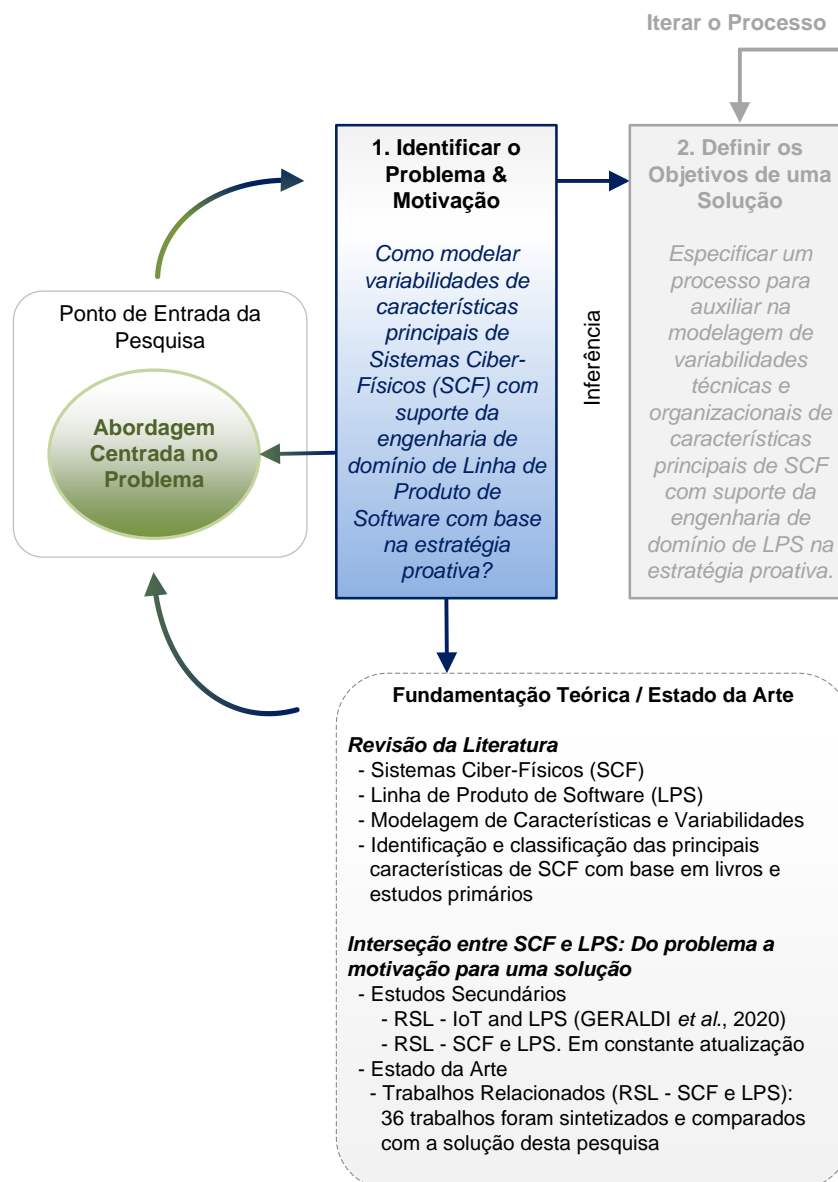 Iterar o Processo
1. Identificar o
Problema &
Motivação
Como modelar
variabilidades de
características
principais de
Sistemas Ciber-
Físicos (SCF) com
suporte da
engenharia de
domínio de Linha de
Produto de
Software com base
na estratégia
proativa?
Inferência
2. Definir os
Objetivos de uma
Solução
Especificar um
processo para
auxiliar na
modelagem de
variabilidades
técnicas e
organizacionais de
características
principais de SCF
com suporte da
engenharia de
domínio de LPS na
estratégia proativa.
Ponto de Entrada da
Pesquisa
Abordagem
Centrada no
Problema
Fundamentação Teórica / Estado da Arte
Revisão da Literatura
- Sistemas Ciber-Físicos (SCF)
- Linha de Produto de Software (LPS)
- Modelagem de Características e Variabilidades
- Identificação e classificação das principais
características de SCF com base em livros e
estudos primários
Interseção entre SCF e LPS: Do problema a
motivação para uma solução
- Estudos Secundários
- RSL - IoT and LPS (GERALDI et al., 2020)
- RSL - SCF e LPS. Em constante atualização
- Estado da Arte
- Trabalhos Relacionados (RSL - SCF e LPS):
36 trabalhos foram sintetizados e comparados
com a solução desta pesquisa